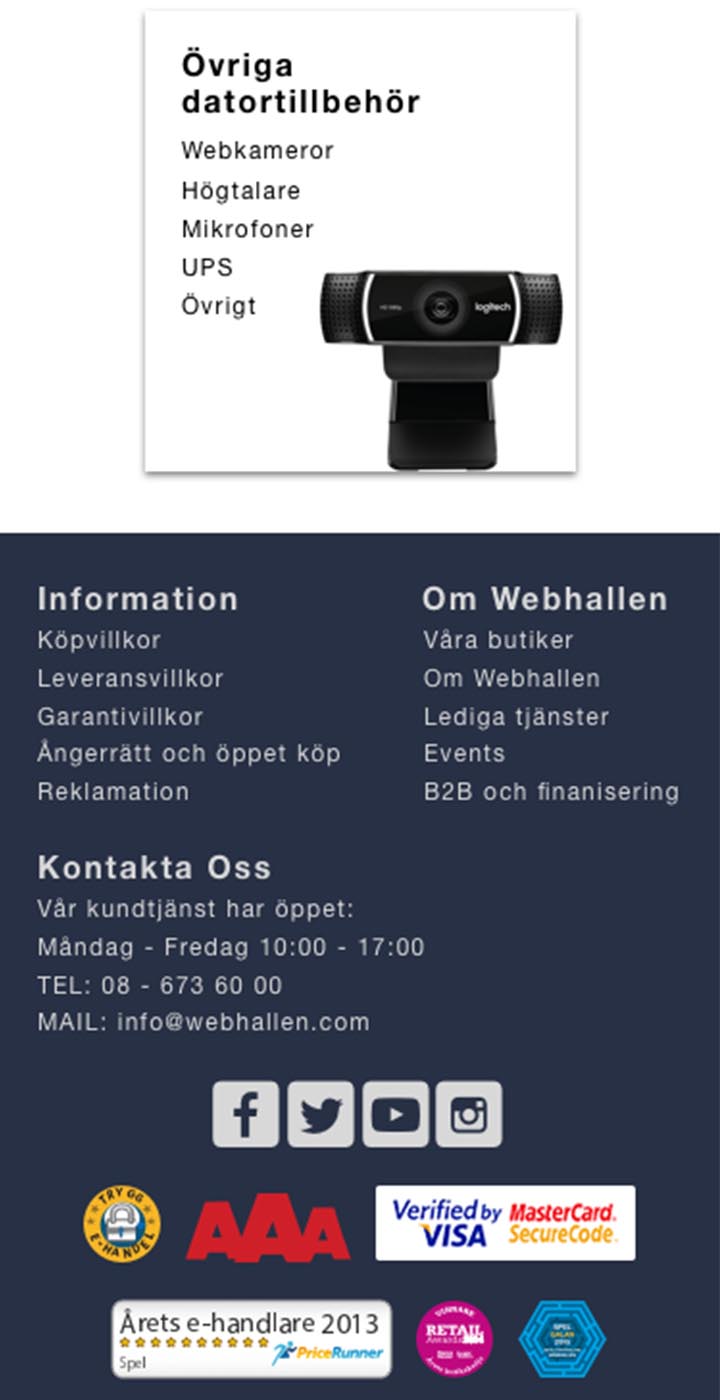 Övriga
datortillbehör
Webkameror
Högtalare
Mikrofoner
UPS
Övrigt
logitech
Information
Köpvillkor
Leveransvillkor
Garantivillkor
Ångerrätt och öppet köp
Reklamation
Om Webhallen
Våra butiker
Om Webhallen
Lediga tjänster
Events
B2B och finanisering
Kontakta Oss
Vår kundtjänst har öppet:
Måndag - Fredag 10:00 - 17:00
TEL: 08 - 673 60 00
MAIL: info@webhallen.com
TRYGG
E-HANDEL
AAA
Verified by
VISA
MasterCard.
SecureCode.
Årets e-handlare 2013
Spel
PriceRunner
VINNARE
RETAIL
Awards
SPEL
GALAN